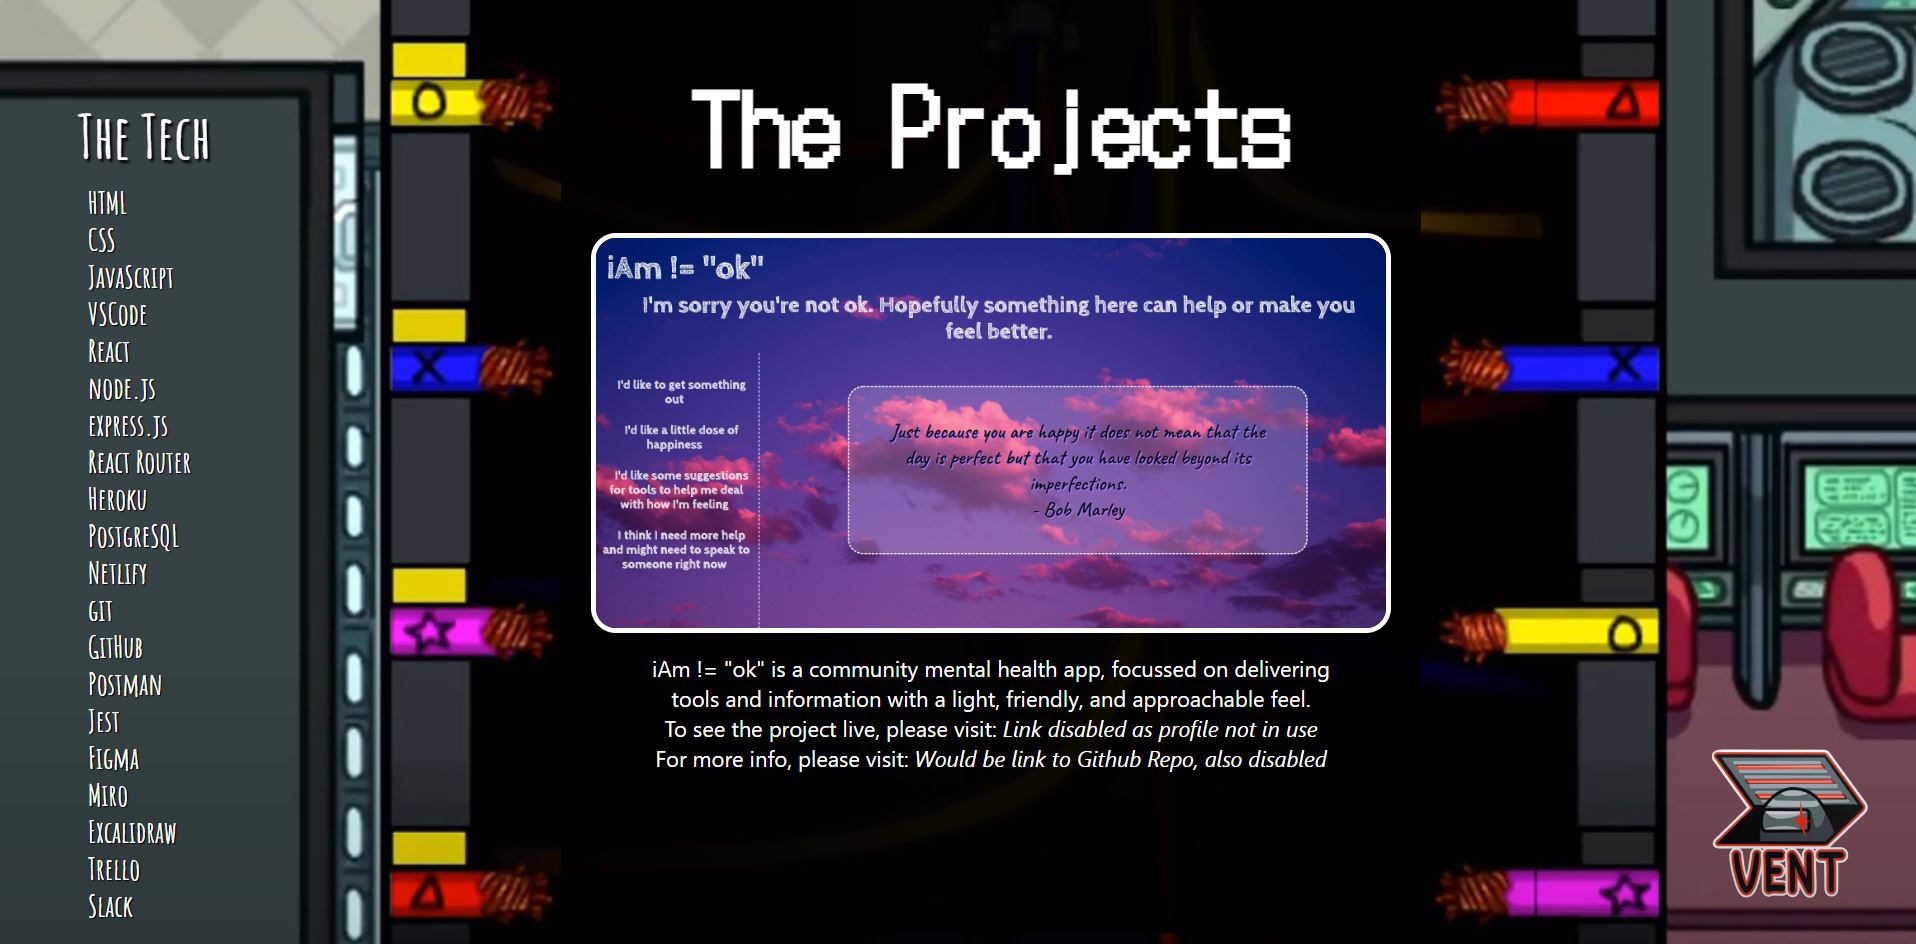 The Tech
HTML
CSS
JavaScript
VSCode
React
node.js
express.js
React Router
Heroku
PostgreSQL
Netlify
git
GitHub
Postman
Jest
Figma
Miro
Excalidraw
Trello
Slack
The Projects
iAm != "ok"
I'm sorry you're not ok. Hopefully something here can help or make you
feel better.
I'd like to get something
out
I'd like a little dose of
happiness
I'd like some suggestions
for tools to help me deal
with how I'm feeling
I think I need more help
and might need to speak to
someone right now
Just because you are happy it does not mean that the
day is perfect but that you have looked beyond its
imperfections.
- Bob Marley
iAm != "ok" is a community mental health app, focussed on delivering
tools and information with a light, friendly, and approachable feel.
To see the project live, please visit: Link disabled as profile not in use
For more info, please visit: Would be link to Github Repo, also disabled
VENT